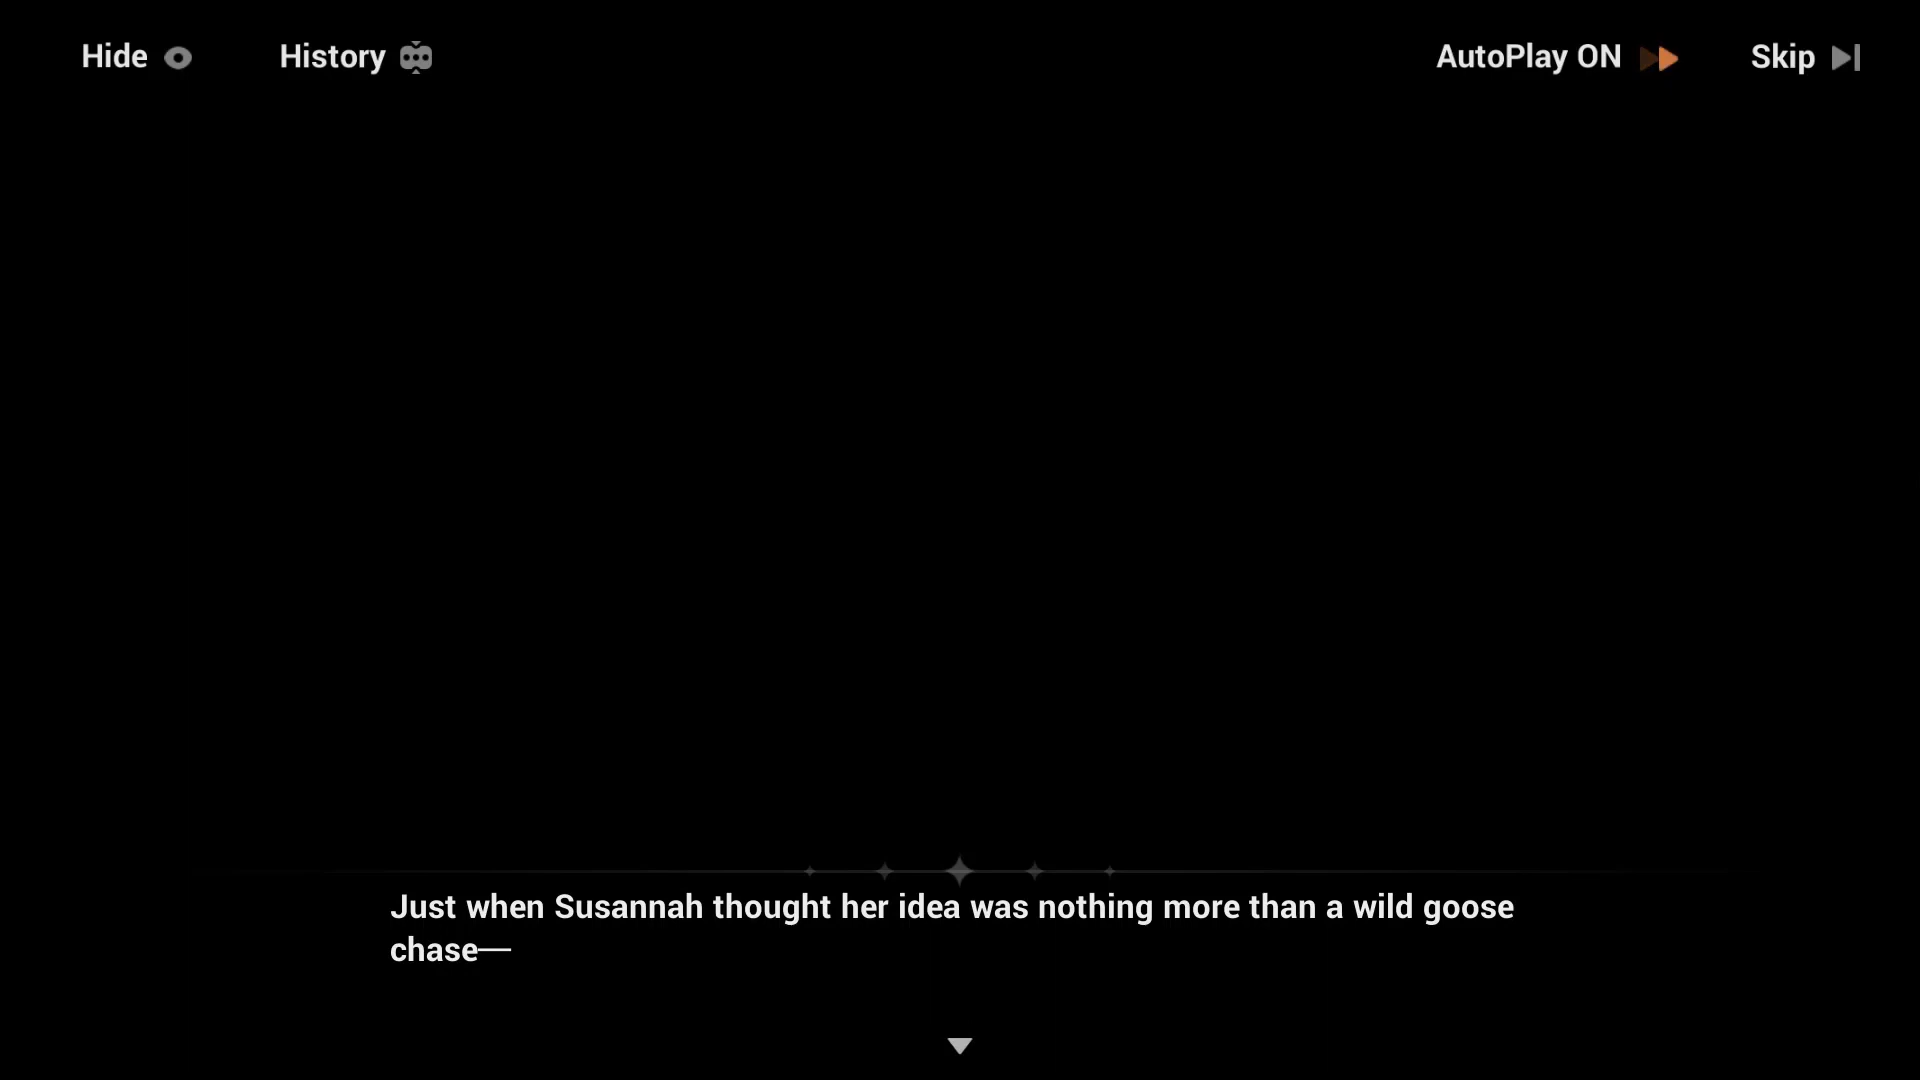 Hide
History
AutoPlay ON
Skip
Just when Susannah thought her idea was nothing more than a wild goose
chase—